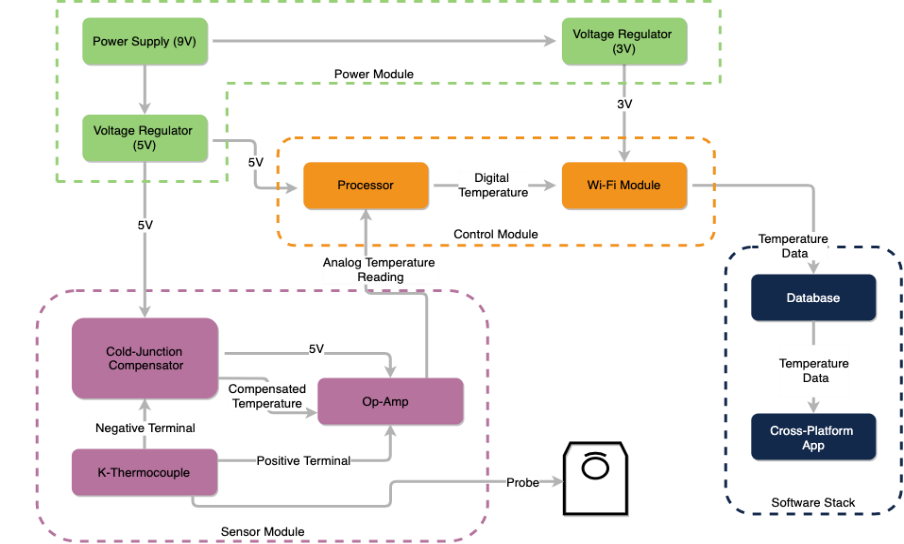 Power Supply (9V)
Voltage Regulator
(3V)
Power Module
3V
Voltage Regulator
(5V)
5V
Processor
Digital
Temperature
Wi-Fi Module
5V
Control Module
Temperature
Data
Analog Temperature
Reading
Database
Cold-Junction
Compensator
5V
Compensated
Temperature
Op-Amp
Temperature
Data
Negative Terminal
Cross-Platform
App
K-Thermocouple
Positive Terminal
Probe
Software Stack
Sensor Module